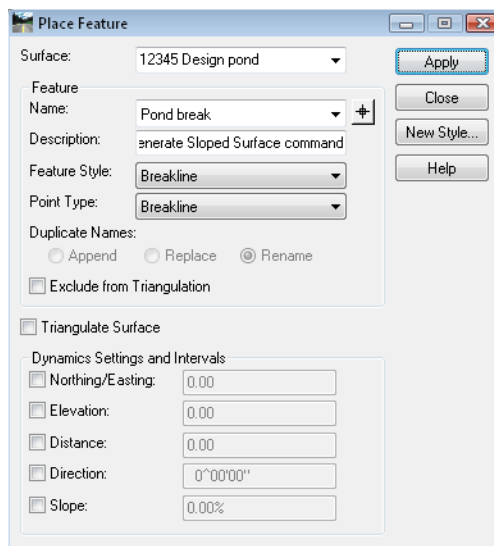 Place Feature
Surface: 12345 Design pond Apply
Feature Close
Name: Pond break
Description: enerate Sloped Surface command New Style...
Feature Style: Breakline Help
Point Type: Breakline
Duplicate Names:
Append Replace Rename
Exclude from Triangulation
Triangulate Surface
Dynamics Settings and Intervals
Northing/Easting: 0.00
Elevation: 0.00
Distance: 0.00
Direction: 0^00'00"
Slope: 0.00%